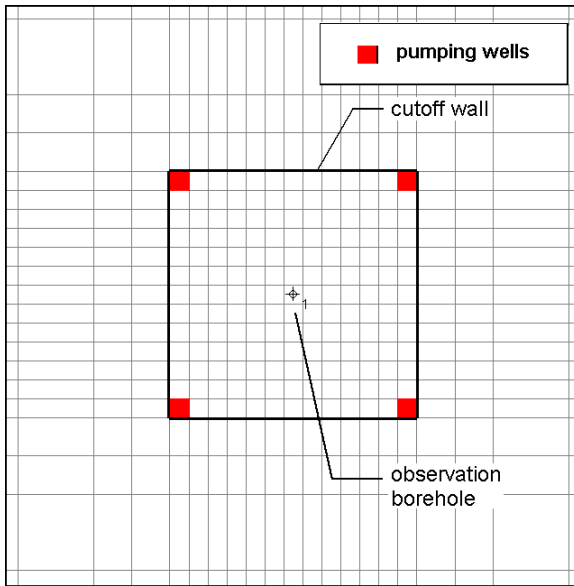 pumping wells
cutoff wall
1
observation
borehole